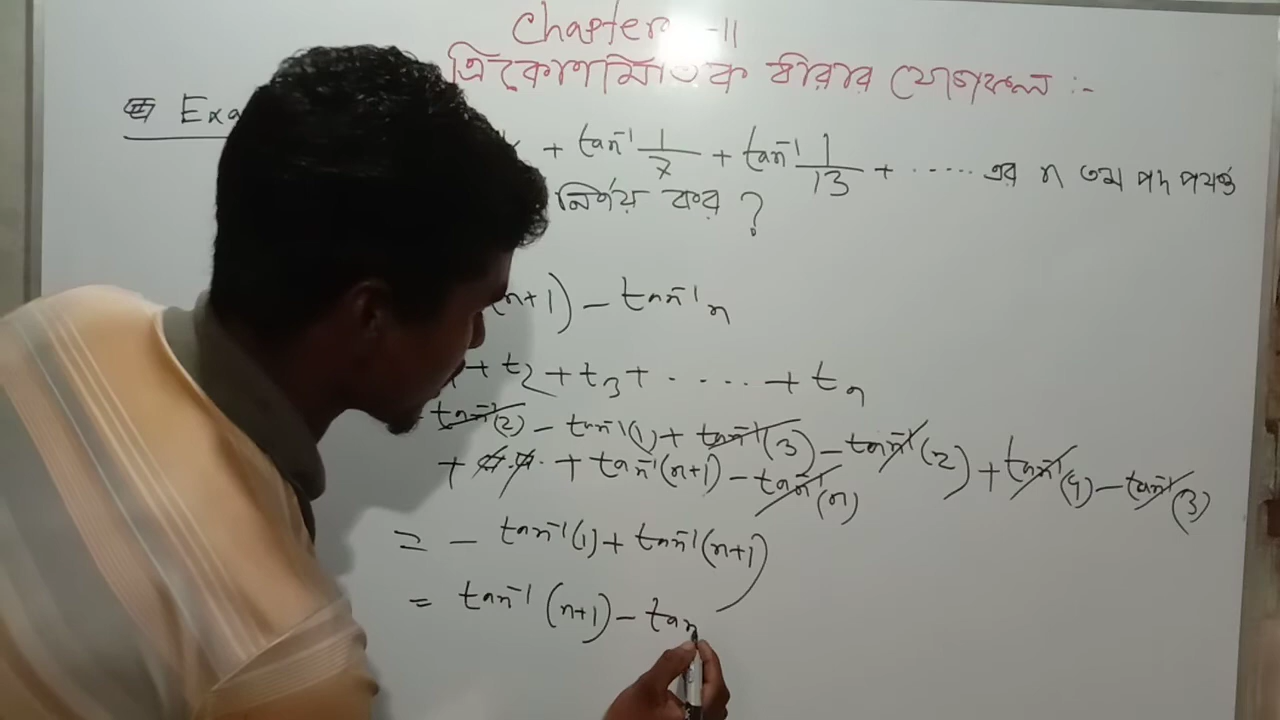 Chapter -11
ত্রিকোণমিতিক ধারার যোগফল :-
Exa
+ tan⁻¹ 1/7 + tan⁻¹ 1/13 + ..... এর n তম পদ পর্যন্ত
নির্ণয় কর ?
(n+1) - tan⁻¹ n
+ t₂ + t₃ + ..... + tₙ
tan⁻¹(2) - tan⁻¹(1) + tan⁻¹(3) - tan⁻¹(2) + tan⁻¹(4) - tan⁻¹(3)
+ + tan⁻¹(n+1) - tan⁻¹(n)
= - tan⁻¹(1) + tan⁻¹(n+1)
= tan⁻¹ (n+1) - tan